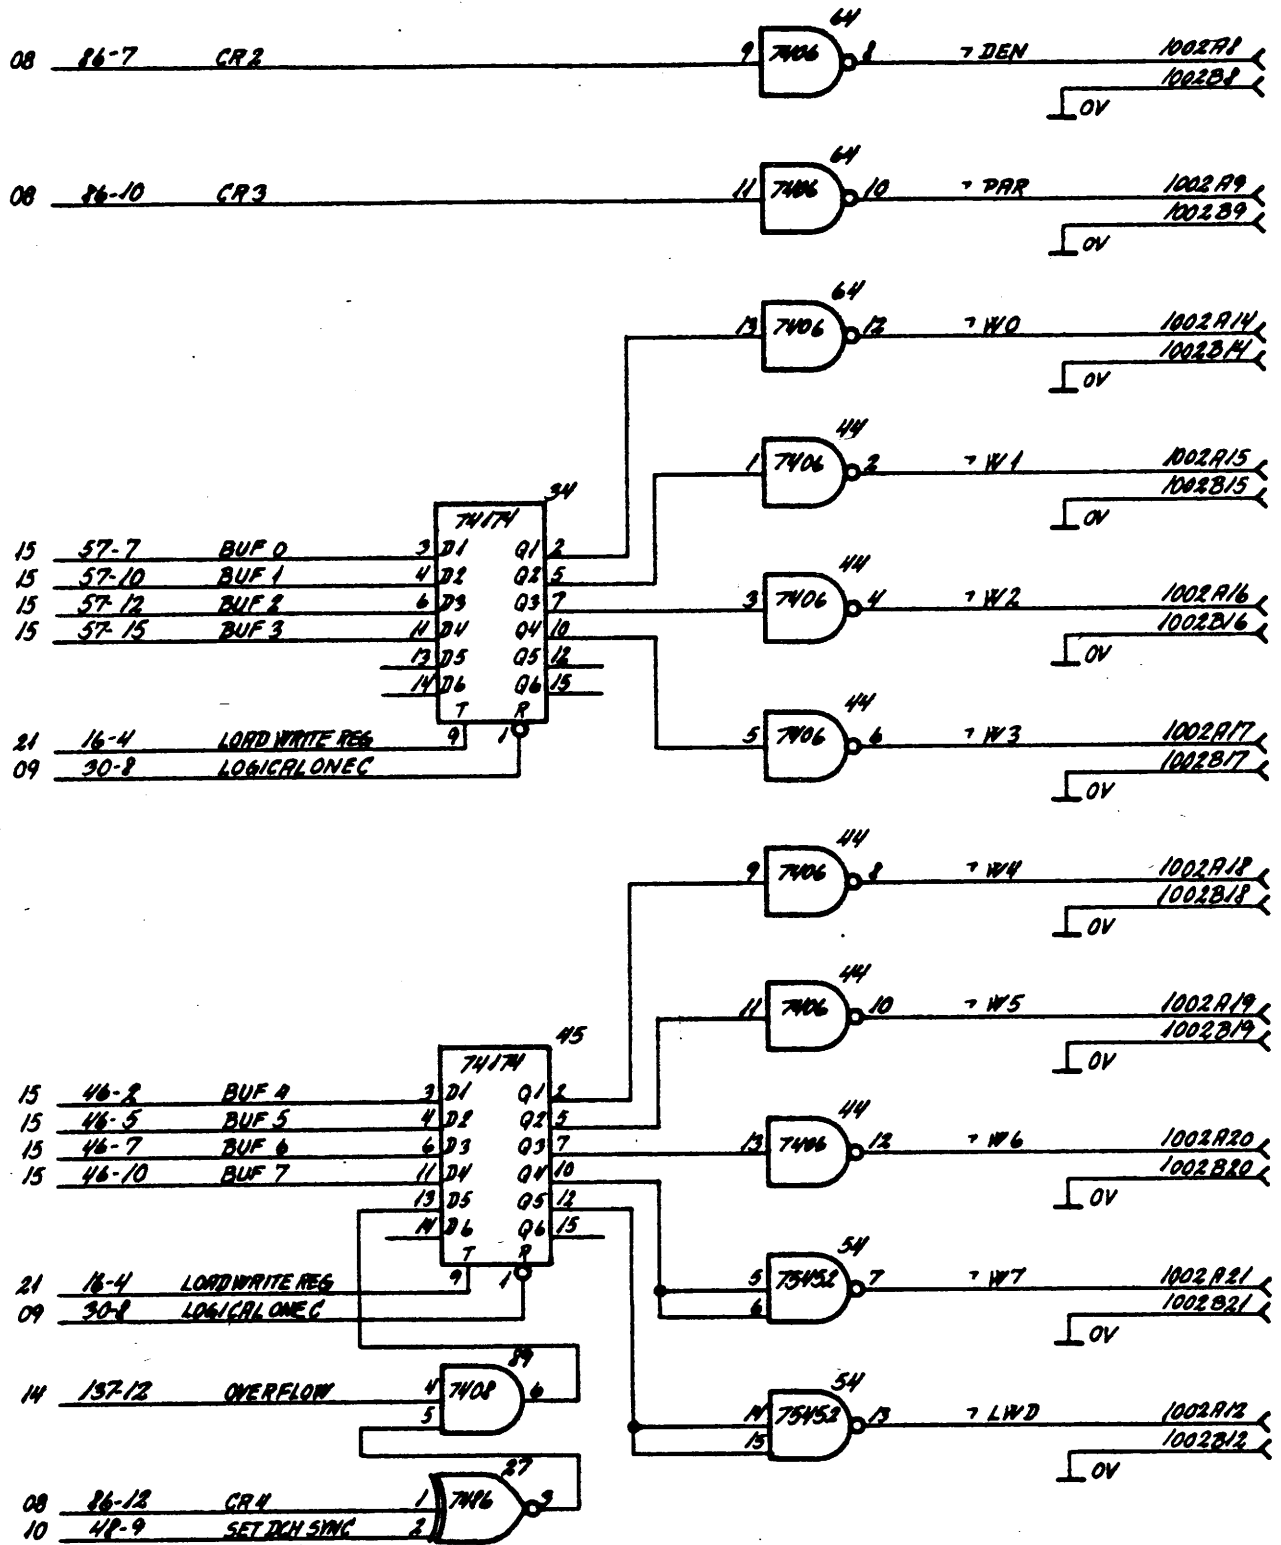 64
08 86-7 CR2 9 7406 8 ¬ DEN 1002A8
1002B8
0V
64
08 86-10 CR3 11 7406 10 ¬ PAR 1002A9
1002B9
0V
64
13 7406 12 ¬ W0 1002A14
1002B14
0V
44
1 7406 2 ¬ W1 1002A15
1002B15
0V
34
74174
15 57-7 BUF 0 3 D1 Q1 2
15 57-10 BUF 1 4 D2 Q2 5
44
15 57-12 BUF 2 6 D3 Q3 7 3 7406 4 ¬ W2 1002A16
1002B16
0V
15 57-15 BUF 3 11 D4 Q4 10
13 D5 Q5 12
14 D6 Q6 15
T R
44
21 16-4 LOAD WRITE REG 9 1 5 7406 6 ¬ W3 1002A17
09 30-8 LOGICAL ONE C 1002B17
0V
44
9 7406 8 ¬ W4 1002A18
1002B18
0V
44
11 7406 10 ¬ W5 1002A19
1002B19
0V
45
74174
15 46-2 BUF 4 3 D1 Q1 2
15 46-5 BUF 5 4 D2 Q2 5
44
15 46-7 BUF 6 6 D3 Q3 7 13 7406 12 ¬ W6 1002A20
15 46-10 BUF 7 11 D4 Q4 10 1002B20
0V
13 D5 Q5 12
14 D6 Q6 15
T R
54
21 16-4 LOAD WRITE REG 9 1 5 75452 7 ¬ W7 1002A21
09 30-8 LOGICAL ONE C 6 1002B21
0V
89
14 137-12 OVERFLOW 4 7408 6
5
54
14 75452 13 ¬ LWD 1002A12
15 1002B12
0V
27
08 86-12 CR4 1 7486 3
10 48-9 SET DCH SYNC 2